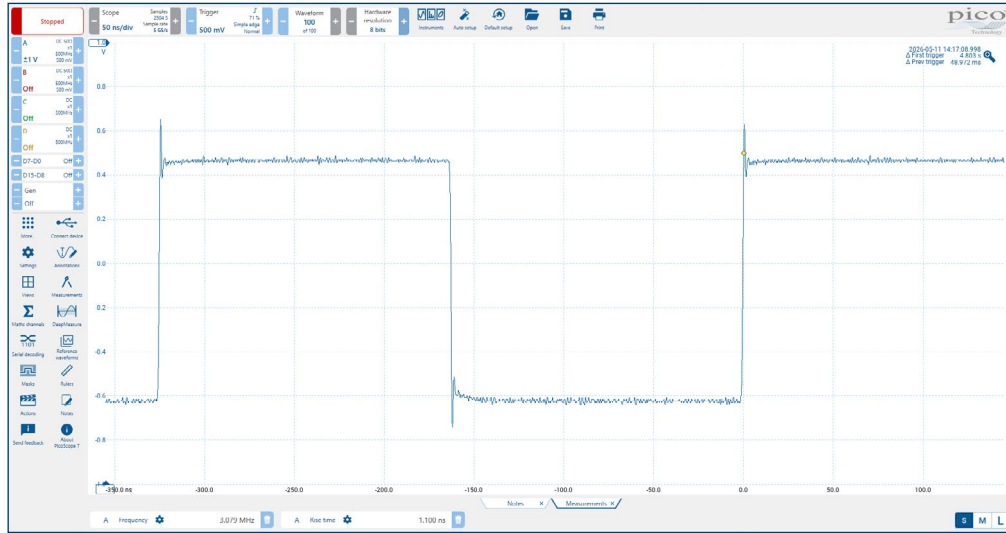 Stopped
Scope
50 ns/div
Samples
Sample rate
5 GS/s
Trigger
500 mV
71 %
Simple edge
Normal
Waveform
100
of 100
Hardware
resolution
8 bits
Instruments
Auto setup
Default setup
Open
Save
Print
pico
Technology
A
±1 V
B
Off
C
DC
Off
D
DC
Off
D7-D0 Off
D15-D8 Off
Gen
Off
More...
Connect device
Settings
Annotations
Views
Measurements
Maths channels
DeepMeasure
Serial decoding
Reference
waveforms
Masks
Rulers
Actions
Notes
Send feedback
About
PicoScope 7
1.0
V
0.8
0.6
0.4
0.2
0.0
-0.4
-0.6
-0.8
2026-05-11 14:17:08.998
Δ First trigger 4.803 s
Δ Prev trigger 48.972 ms
-300.0
-250.0
-200.0
-150.0
-100.0
-50.0
0.0
50.0
100.0
Notes ×
Measurements ×
A Frequency 3.079 MHz
A Rise time 1.100 ns
S M L